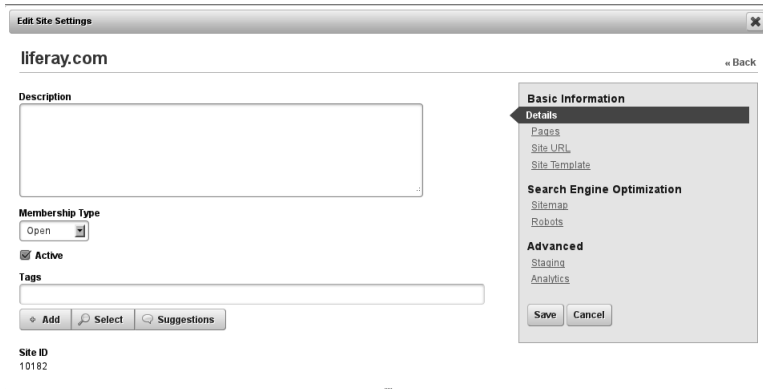 Edit Site Settings
liferay.com
« Back
Description
Membership Type
Open
Active
Tags
Add Select Suggestions
Site ID
10182
Basic Information
Details
Pages
Site URL
Site Template
Search Engine Optimization
Sitemap
Robots
Advanced
Staging
Analytics
Save Cancel